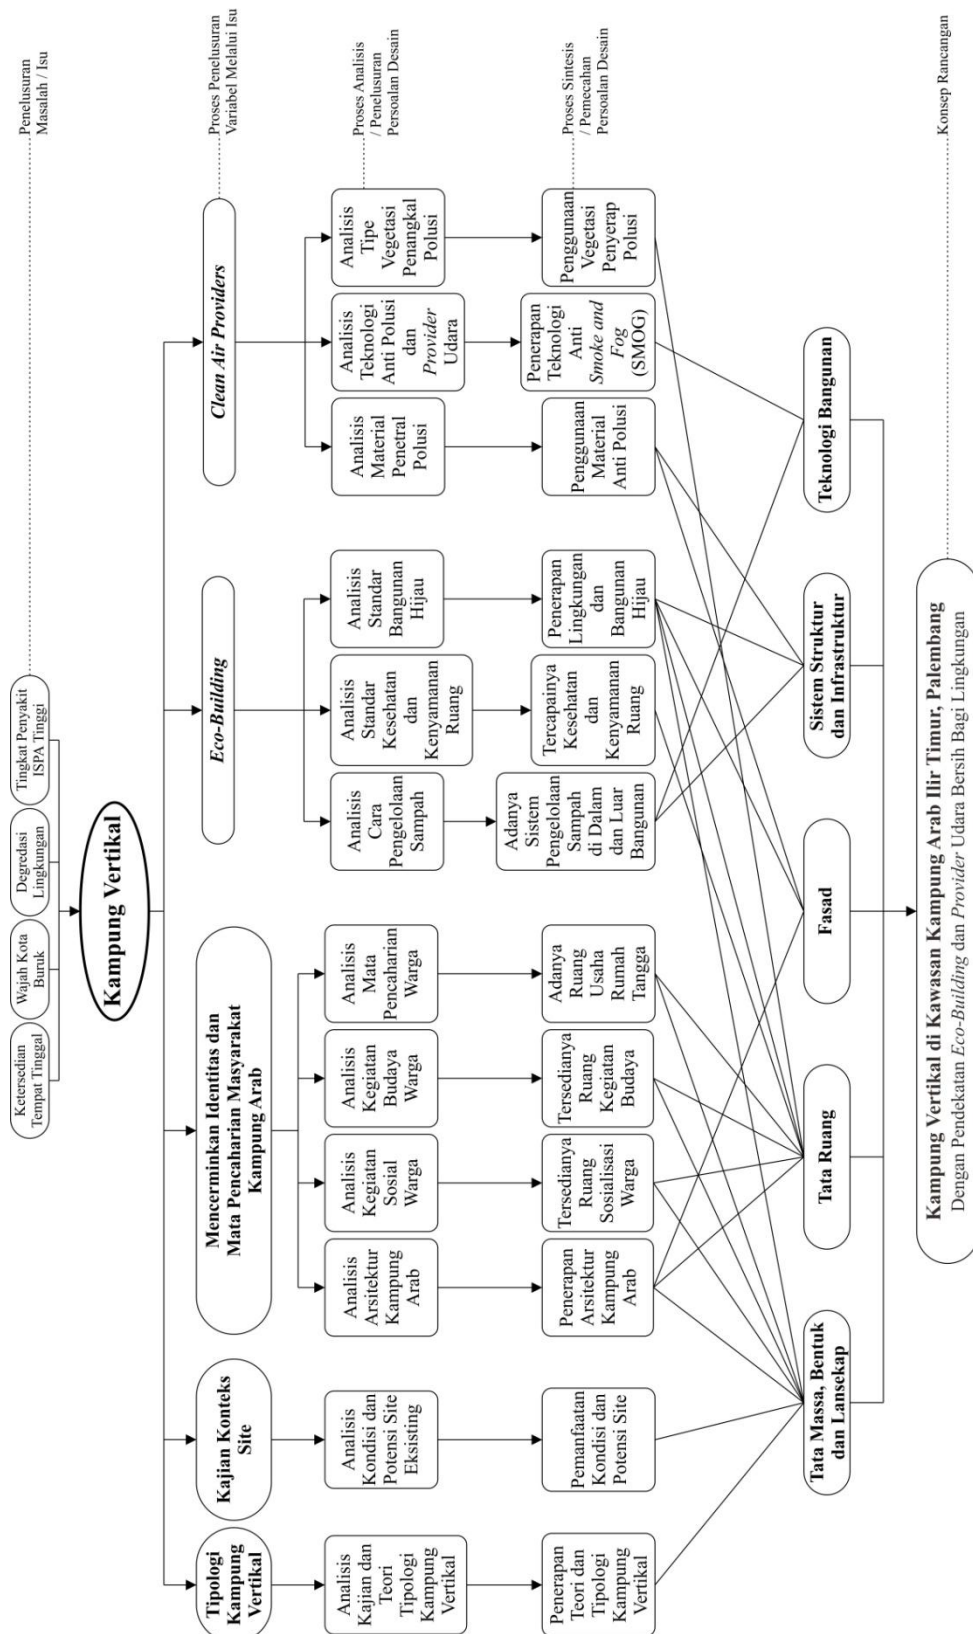 Ketersedian
Tempat Tinggal
Wajah Kota
Buruk
Degredasi
Lingkungan
Tingkat Penyakit
ISPA Tinggi
Penelusuran
Masalah / Isu
Kampung Vertikal
Tipologi
Kampung
Vertikal
Kajian Konteks
Site
Mencerminkan Identitas dan
Mata Pencaharian Masyarakat
Kampung Arab
Eco-Building
Clean Air Providers
Proses Penelusuran
Variabel Melalui Isu
Analisis
Kajian dan
Teori
Tipologi
Kampung
Vertikal
Analisis
Kondisi dan
Potensi Site
Eksisting
Analisis
Arsitektur
Kampung
Arab
Analisis
Kegiatan
Sosial
Warga
Analisis
Kegiatan
Budaya
Warga
Analisis
Mata
Pencaharian
Warga
Analisis
Cara
Pengelolaan
Sampah
Analisis
Standar
Kesehatan
dan
Kenyamanan
Ruang
Analisis
Standar
Bangunan
Hijau
Analisis
Material
Penetral
Polusi
Analisis
Teknologi
Anti Polusi
dan
Provider
Udara
Analisis
Tipe
Vegetasi
Penangkal
Polusi
Proses Analisis
/ Penelusuran
Persoalan Desain
Penerapan
Teori dan
Tipologi
Kampung
Vertikal
Pemanfaatan
Kondisi dan
Potensi Site
Penerapan
Arsitektur
Kampung
Arab
Tersedianya
Ruang
Sosialisasi
Warga
Tersedianya
Ruang
Kegiatan
Budaya
Adanya
Ruang
Usaha
Rumah
Tangga
Adanya
Sistem
Pengelolaan
Sampah
di Dalam
dan Luar
Bangunan
Tercapainya
Kesehatan
dan
Kenyamanan
Ruang
Penerapan
Lingkungan
dan
Bangunan
Hijau
Penggunaan
Material
Anti Polusi
Penerapan
Teknologi
Anti
Smoke and
Fog
(SMOG)
Penggunaan
Vegetasi
Penyerap
Polusi
Proses Sintesis
/ Pemecahan
Persoalan Desain
Tata Massa, Bentuk
dan Lansekap
Tata Ruang
Fasad
Sistem Struktur
dan Infrastruktur
Teknologi Bangunan
Kampung Vertikal di Kawasan Kampung Arab Ilir Timur, Palembang
Dengan Pendekatan Eco-Building dan Provider Udara Bersih Bagi Lingkungan
Konsep Rancangan